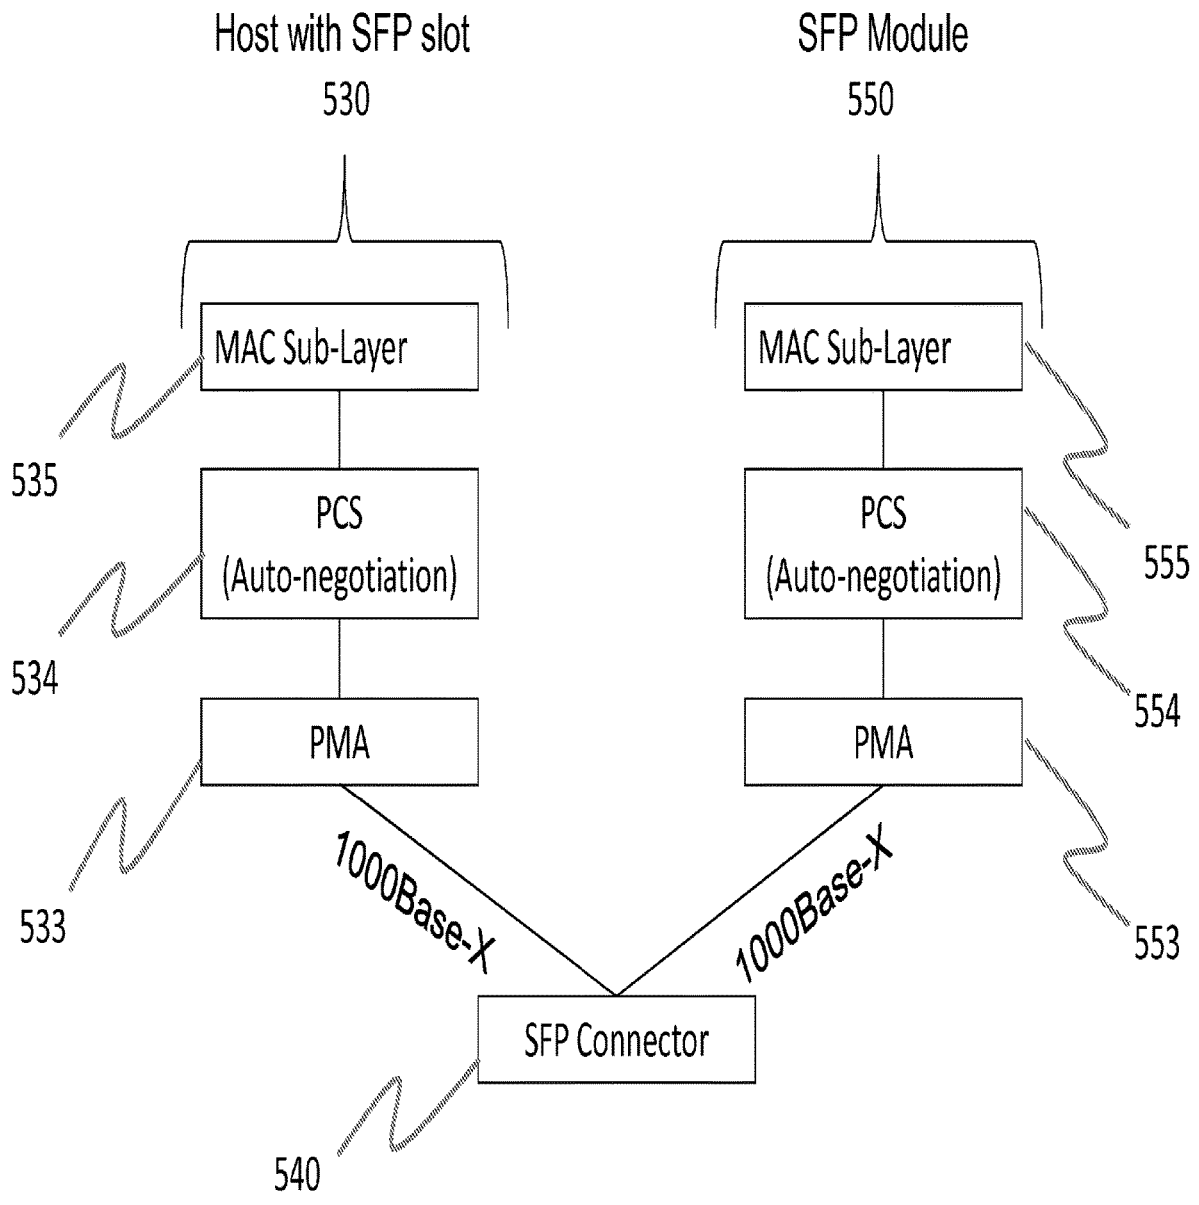 Host with SFP slot
530
SFP Module
550
MAC Sub-Layer
MAC Sub-Layer
535
PCS
(Auto-negotiation)
PCS
(Auto-negotiation)
555
534
554
PMA
PMA
533
553
1000Base-X
1000Base-X
SFP Connector
540